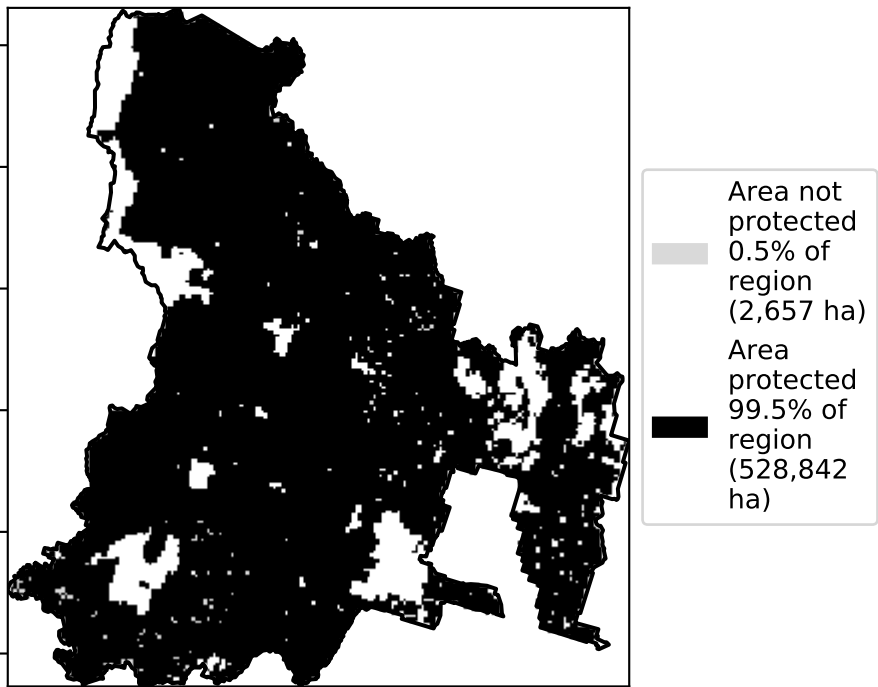 Area not
protected
0.5% of
region
(2,657 ha)
Area
protected
99.5% of
region
(528,842
ha)